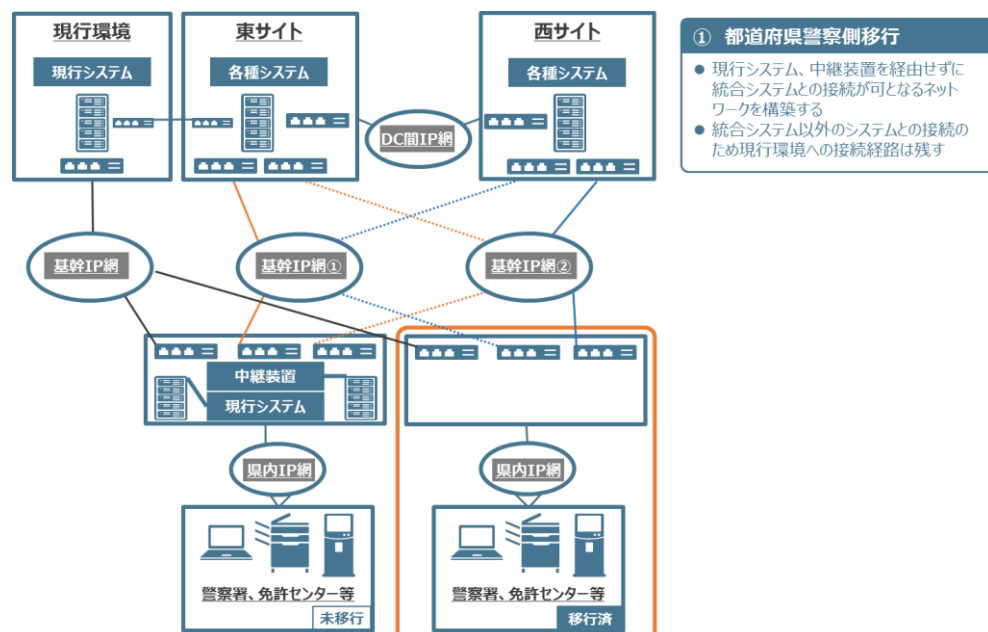 現行環境
東サイト
西サイト
① 都道府県警察側移行
現行システム
各種システム
各種システム
● 現行システム、中継装置を経由せずに
統合システムとの接続が可となるネット
ワークを構築する
● 統合システム以外のシステムとの接続の
ため現行環境への接続経路は残す
DC間IP網
基幹IP網
基幹IP網①
基幹IP網②
中継装置
現行システム
県内IP網
県内IP網
警察署、免許センター等
未移行
警察署、免許センター等
移行済